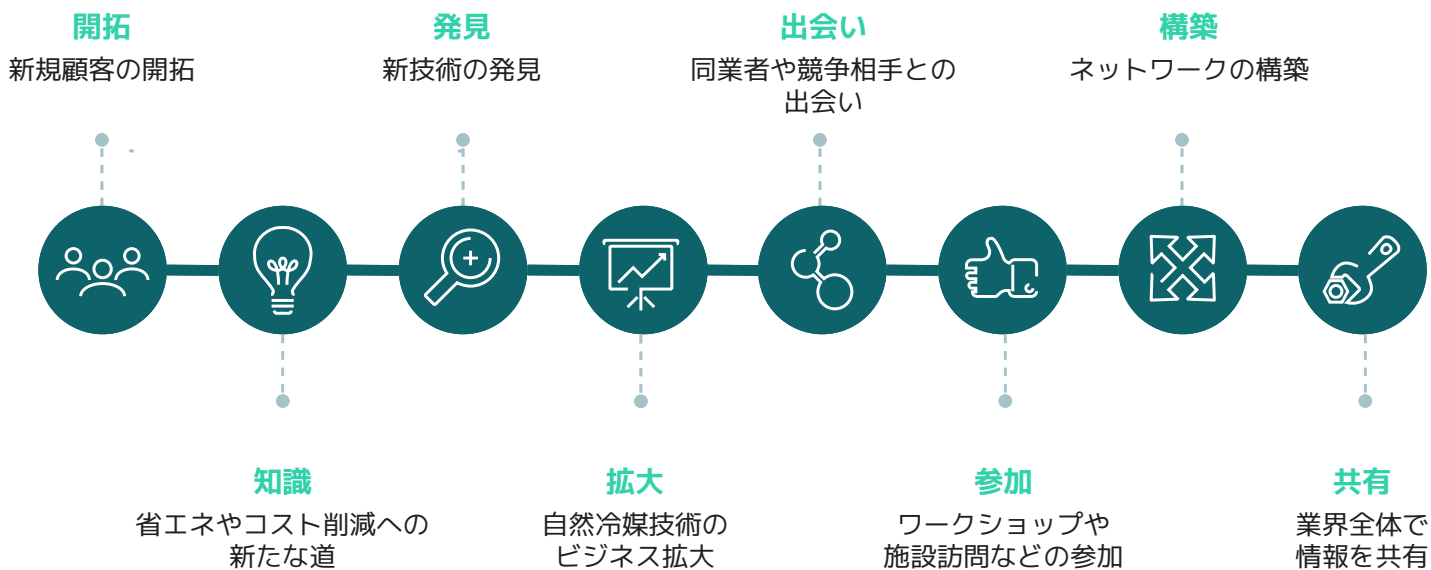 開拓
新規顧客の開拓
発見
新技術の発見
出会い
同業者や競争相手との
出会い
構築
ネットワークの構築
知識
省エネやコスト削減への
新たな道
拡大
自然冷媒技術の
ビジネス拡大
参加
ワークショップや
施設訪問などの参加
共有
業界全体で
情報を共有